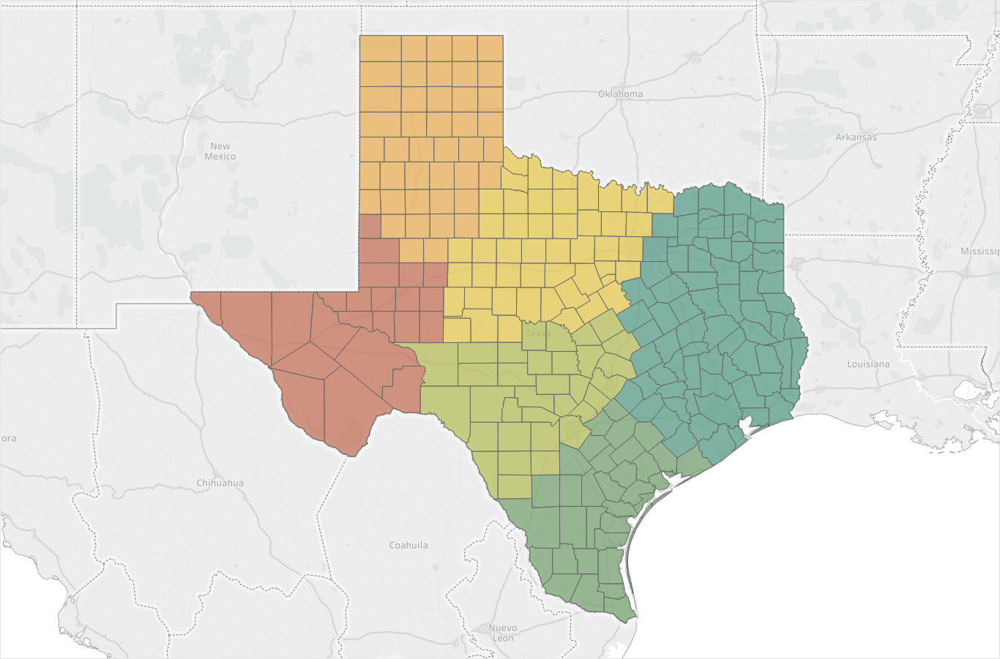 Oklahoma
Arkansas
New
Mexico
Mississip
Texas
Louisiana
ora
Chihuahua
Coahuila
Nuevo
León